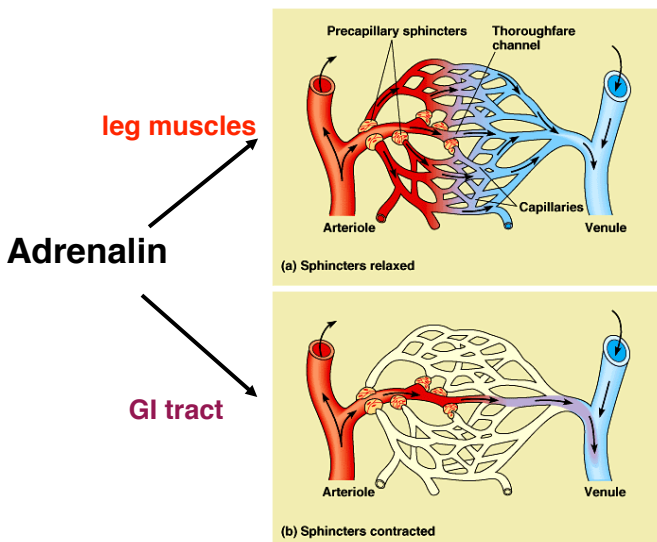 Precapillary sphincters
Thoroughfare
channel
leg muscles
Capillaries
Arteriole
Venule
Adrenalin
(a) Sphincters relaxed
GI tract
Arteriole
Venule
(b) Sphincters contracted